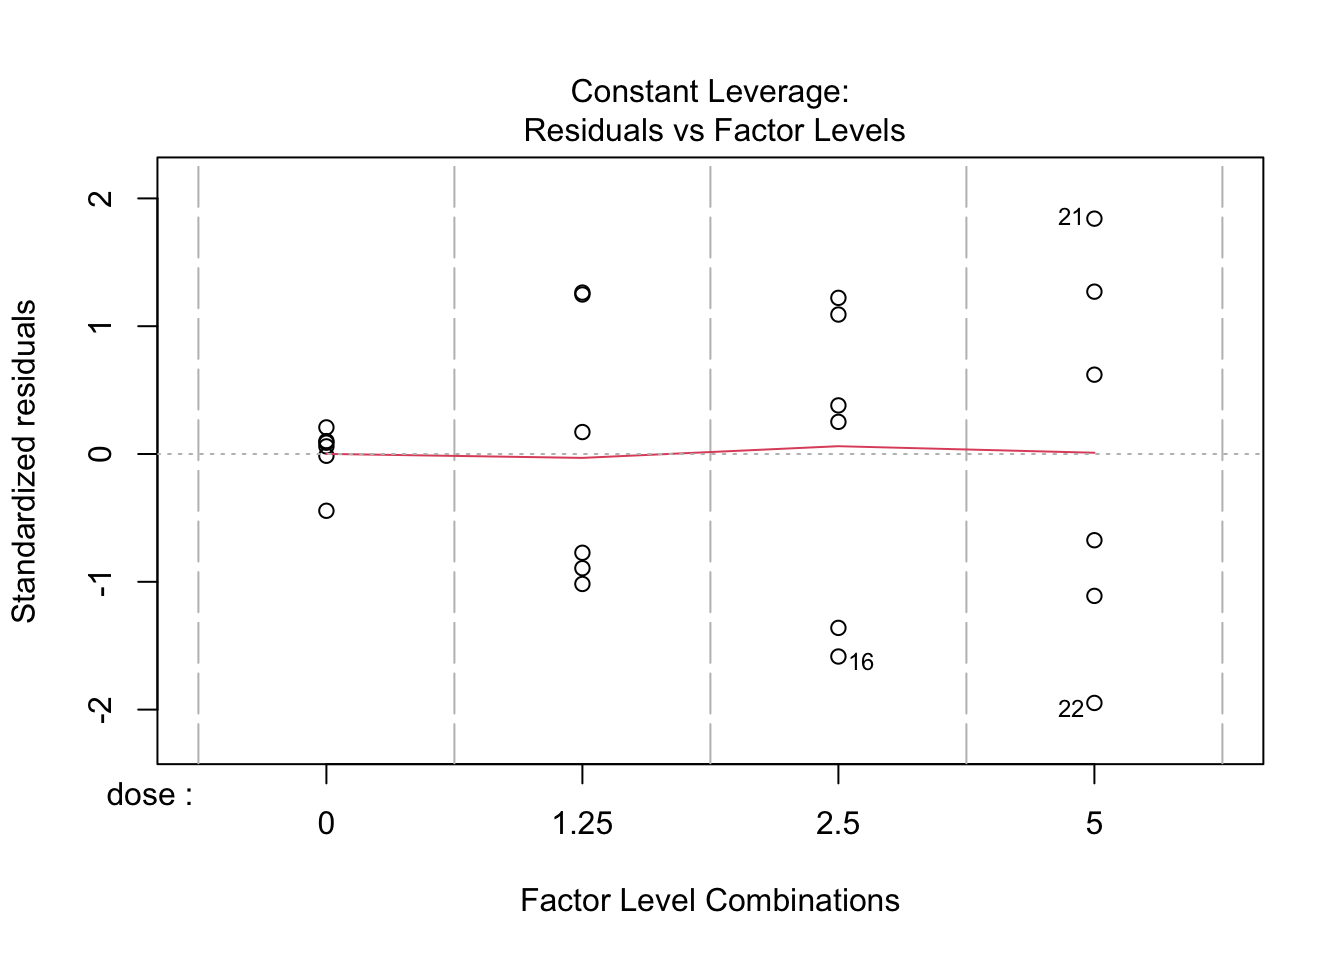 Constant Leverage:
Residuals vs Factor Levels
Standardized residuals
2
1
0
-1
-2
21
16
22
dose :
0 1.25 2.5 5
Factor Level Combinations